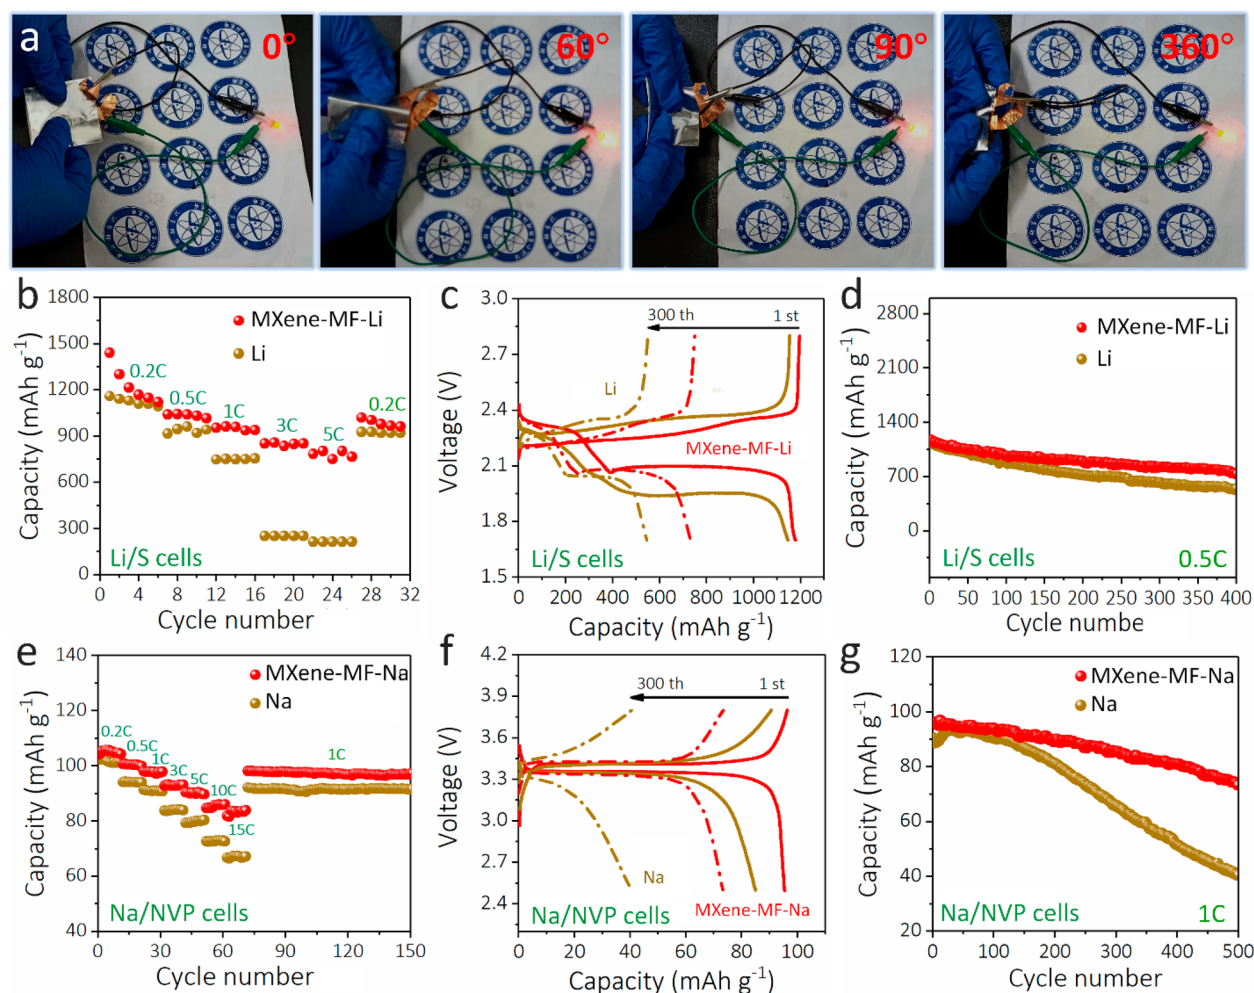 a
0°
60°
90°
360°
b
Capacity (mAh g⁻¹)
1800
1500
1200
900
600
300
0
MXene-MF-Li
Li
0.2C
0.5C
1C
3C
5C
0.2C
Li/S cells
0 4 8 12 16 20 24 28 32
Cycle number
c
Voltage (V)
3.0
2.7
2.4
2.1
1.8
1.5
300 th
1 st
Li
MXene-MF-Li
0 200 400 600 800 1000 1200
Capacity (mAh g⁻¹)
d
Capacity (mAh g⁻¹)
2800
2100
1400
700
0
MXene-MF-Li
Li
Li/S cells
0.5C
0 50 100 150 200 250 300 350 400
Cycle numbe
e
Capacity (mAh g⁻¹)
140
120
100
80
60
40
MXene-MF-Na
Na
0.2C
0.5C
1C
3C
5C
10C
15C
1C
Na/NVP cells
0 30 60 90 120 150
Cycle number
f
Voltage (V)
4.2
3.9
3.6
3.3
3.0
2.7
2.4
300 th
1 st
Na
MXene-MF-Na
Na/NVP cells
0 20 40 60 80 100
Capacity (mAh g⁻¹)
g
Capacity (mAh g⁻¹)
120
100
80
60
40
20
MXene-MF-Na
Na
Na/NVP cells
1C
0 100 200 300 400 500
Cycle number